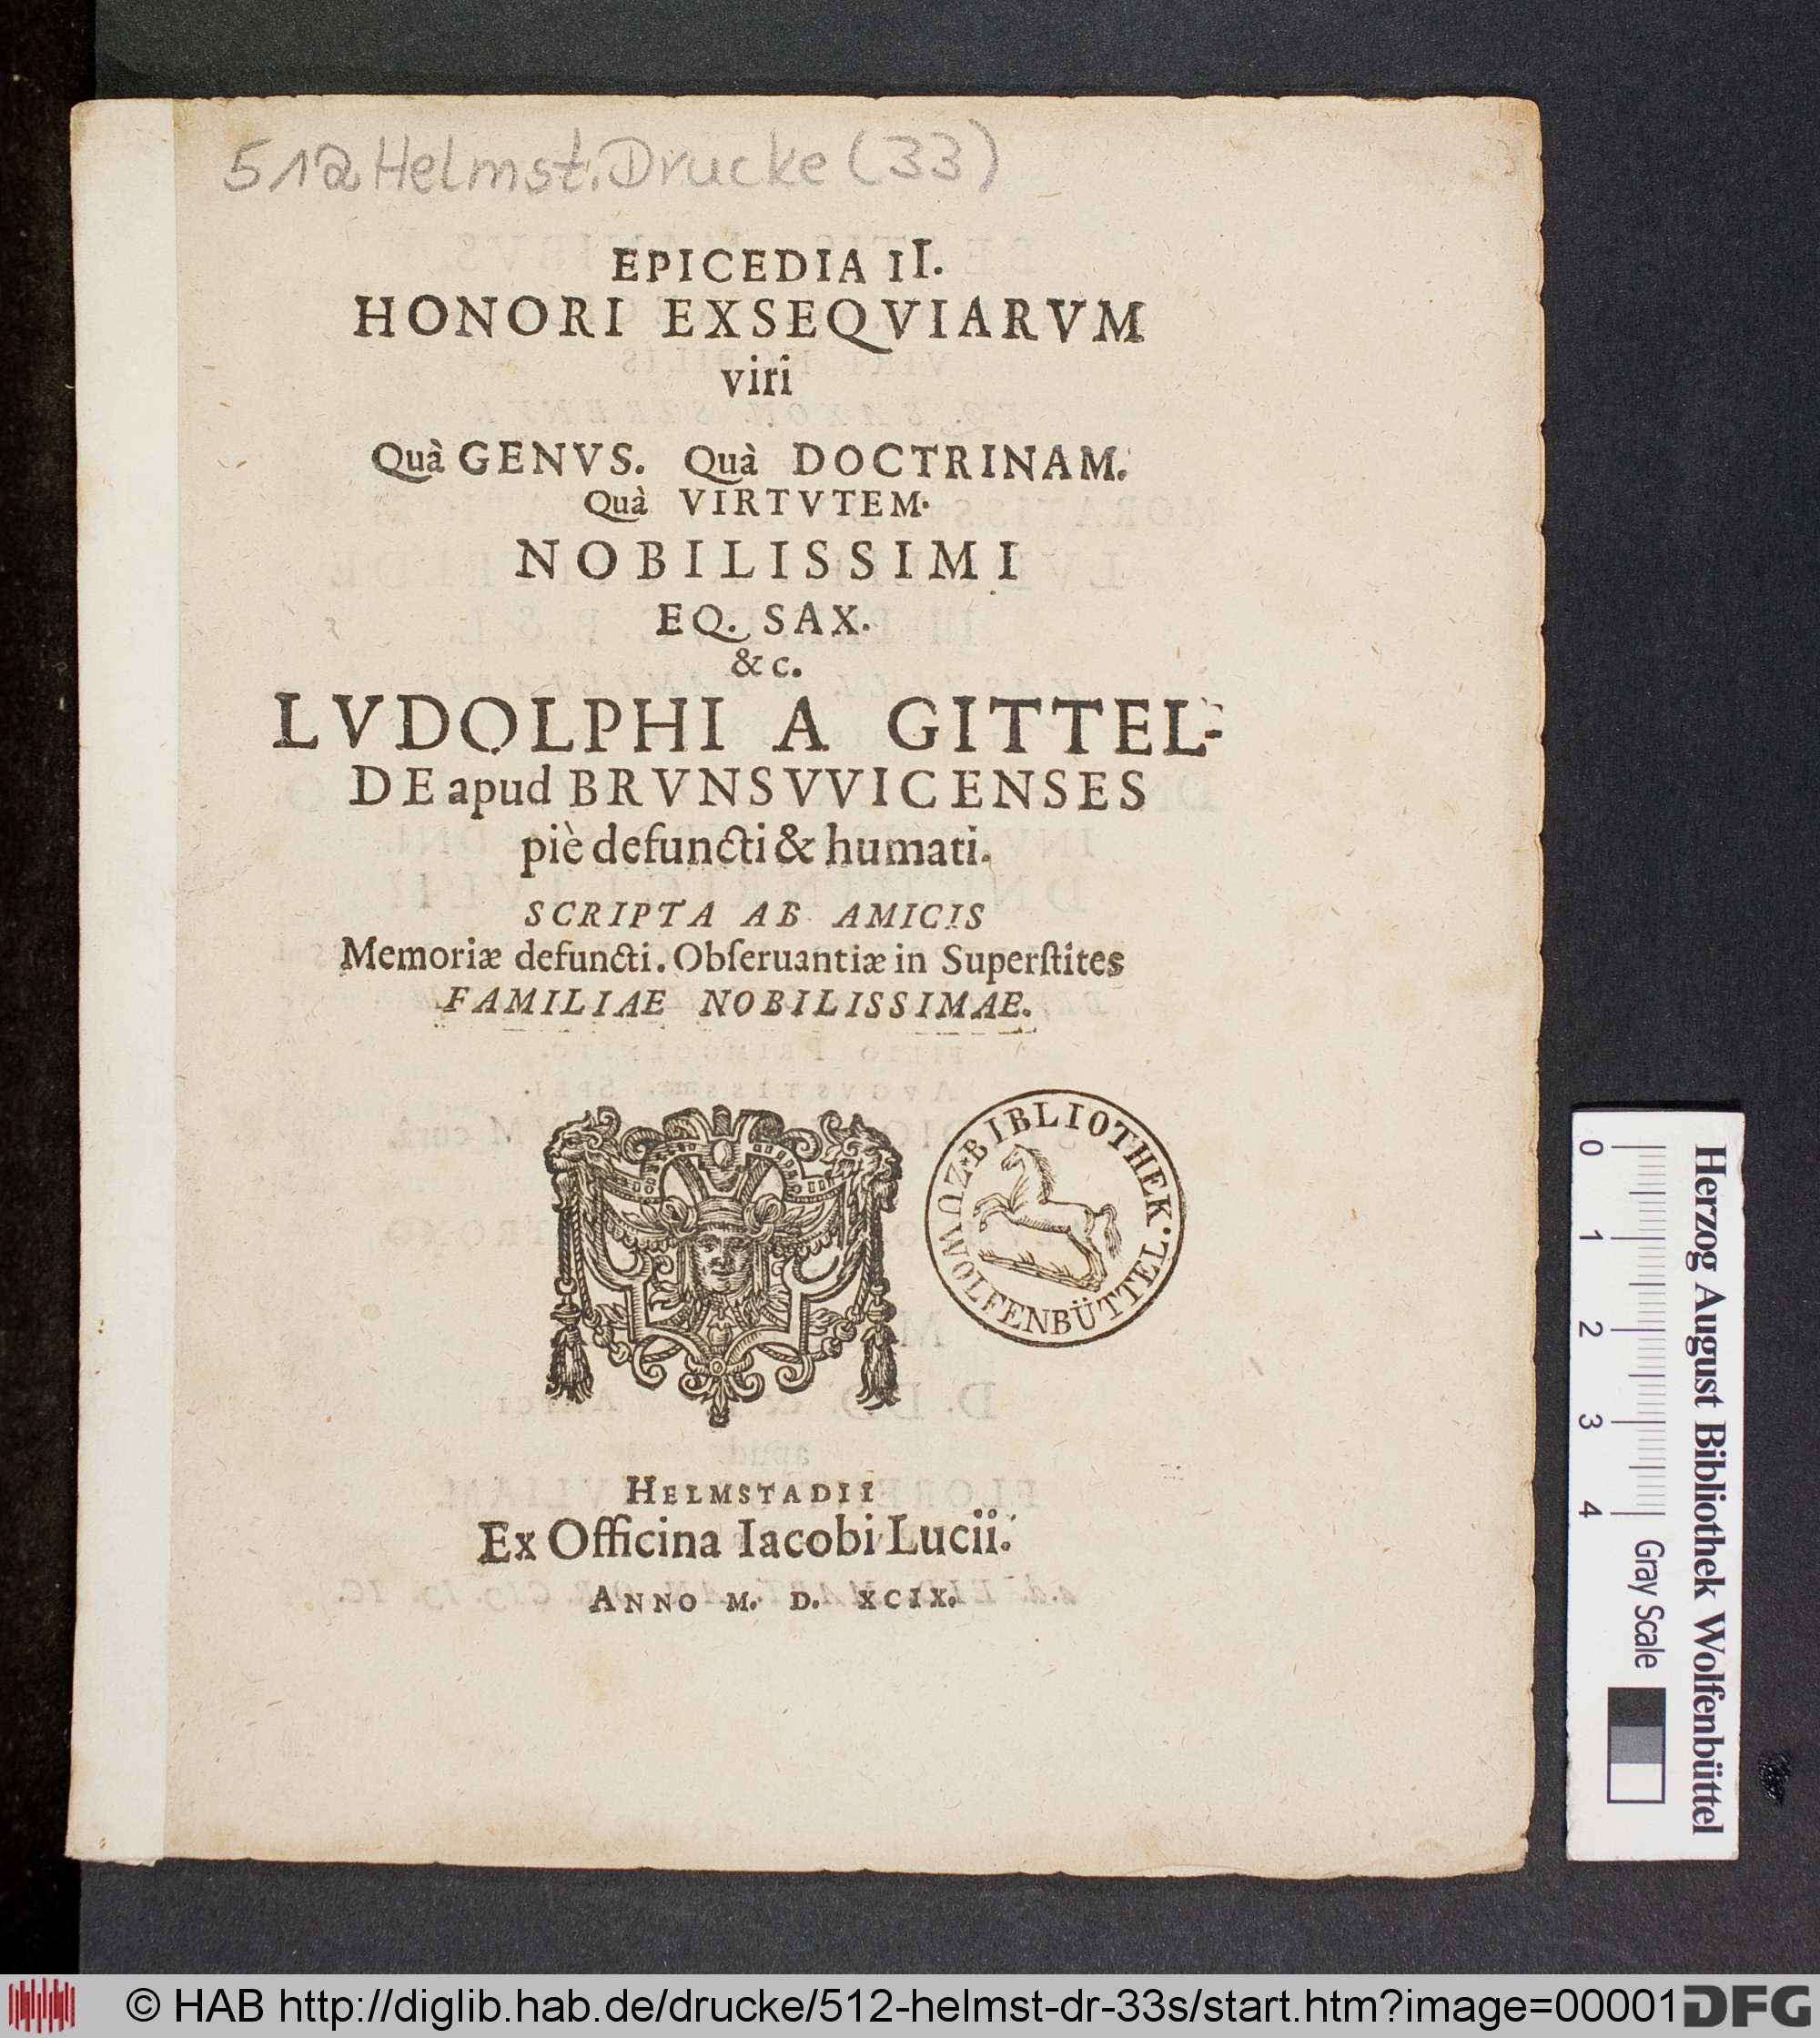 512 Helmst. Drucke (33)
EPICEDIA II.
HONORI EXSEQVIARVM
viri
Quà GENVS. Quà DOCTRINAM.
Quà VIRTVTEM.
NOBILISSIMI
EQ. SAX.
&c.
LVDOLPHI A GITTEL-
DE apud BRVNSVVICENSES
piè defuncti & humati.
SCRIPTA AB AMICIS
Memoriæ defuncti. Obſeruantiæ in Superſtites
FAMILIAE NOBILISSIMAE.
BIBLIOTHEK · ZU WOLFENBÜTTEL ·
HELMSTADII
Ex Officina Iacobi Lucii.
ANNO M. D. XCIX.
0 1 2 3 4 Gray Scale
Herzog August Bibliothek Wolfenbüttel
© HAB http://diglib.hab.de/drucke/512-helmst-dr-33s/start.htm?image=00001
DFG